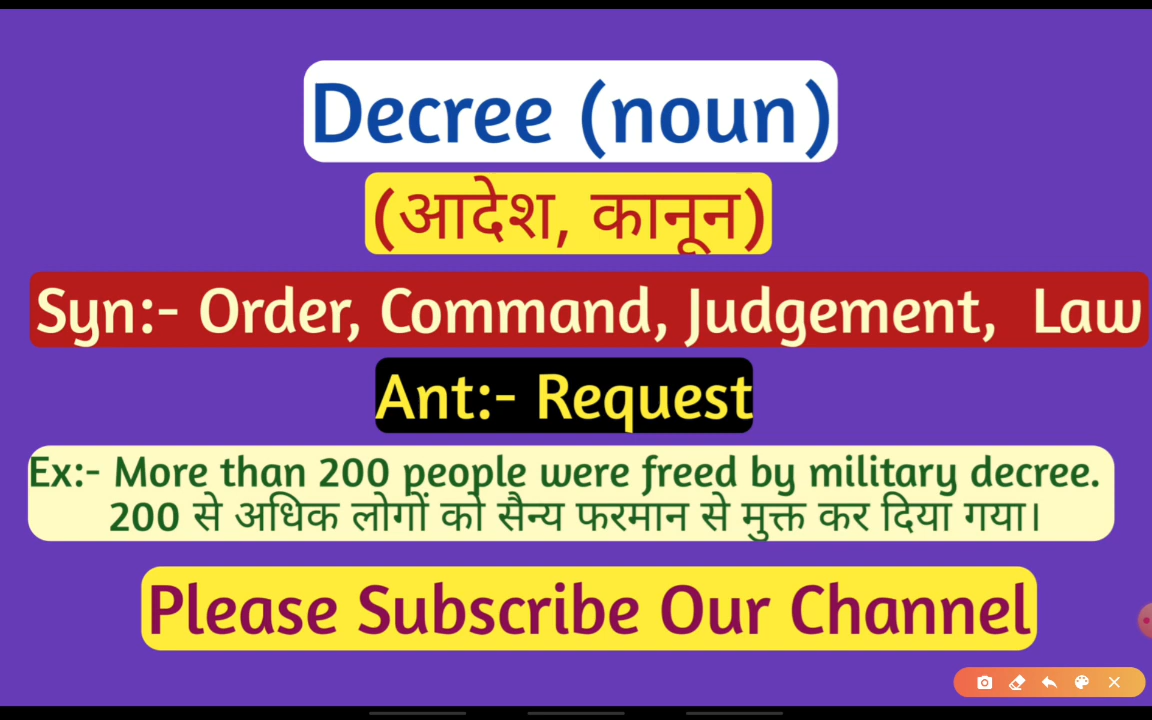 Decree (noun)
(आदेश, कानून)
Syn:- Order, Command, Judgement, Law
Ant:- Request
Ex:- More than 200 people were freed by military decree.
200 से अधिक लोगों को सैन्य फरमान से मुक्त कर दिया गया।
Please Subscribe Our Channel